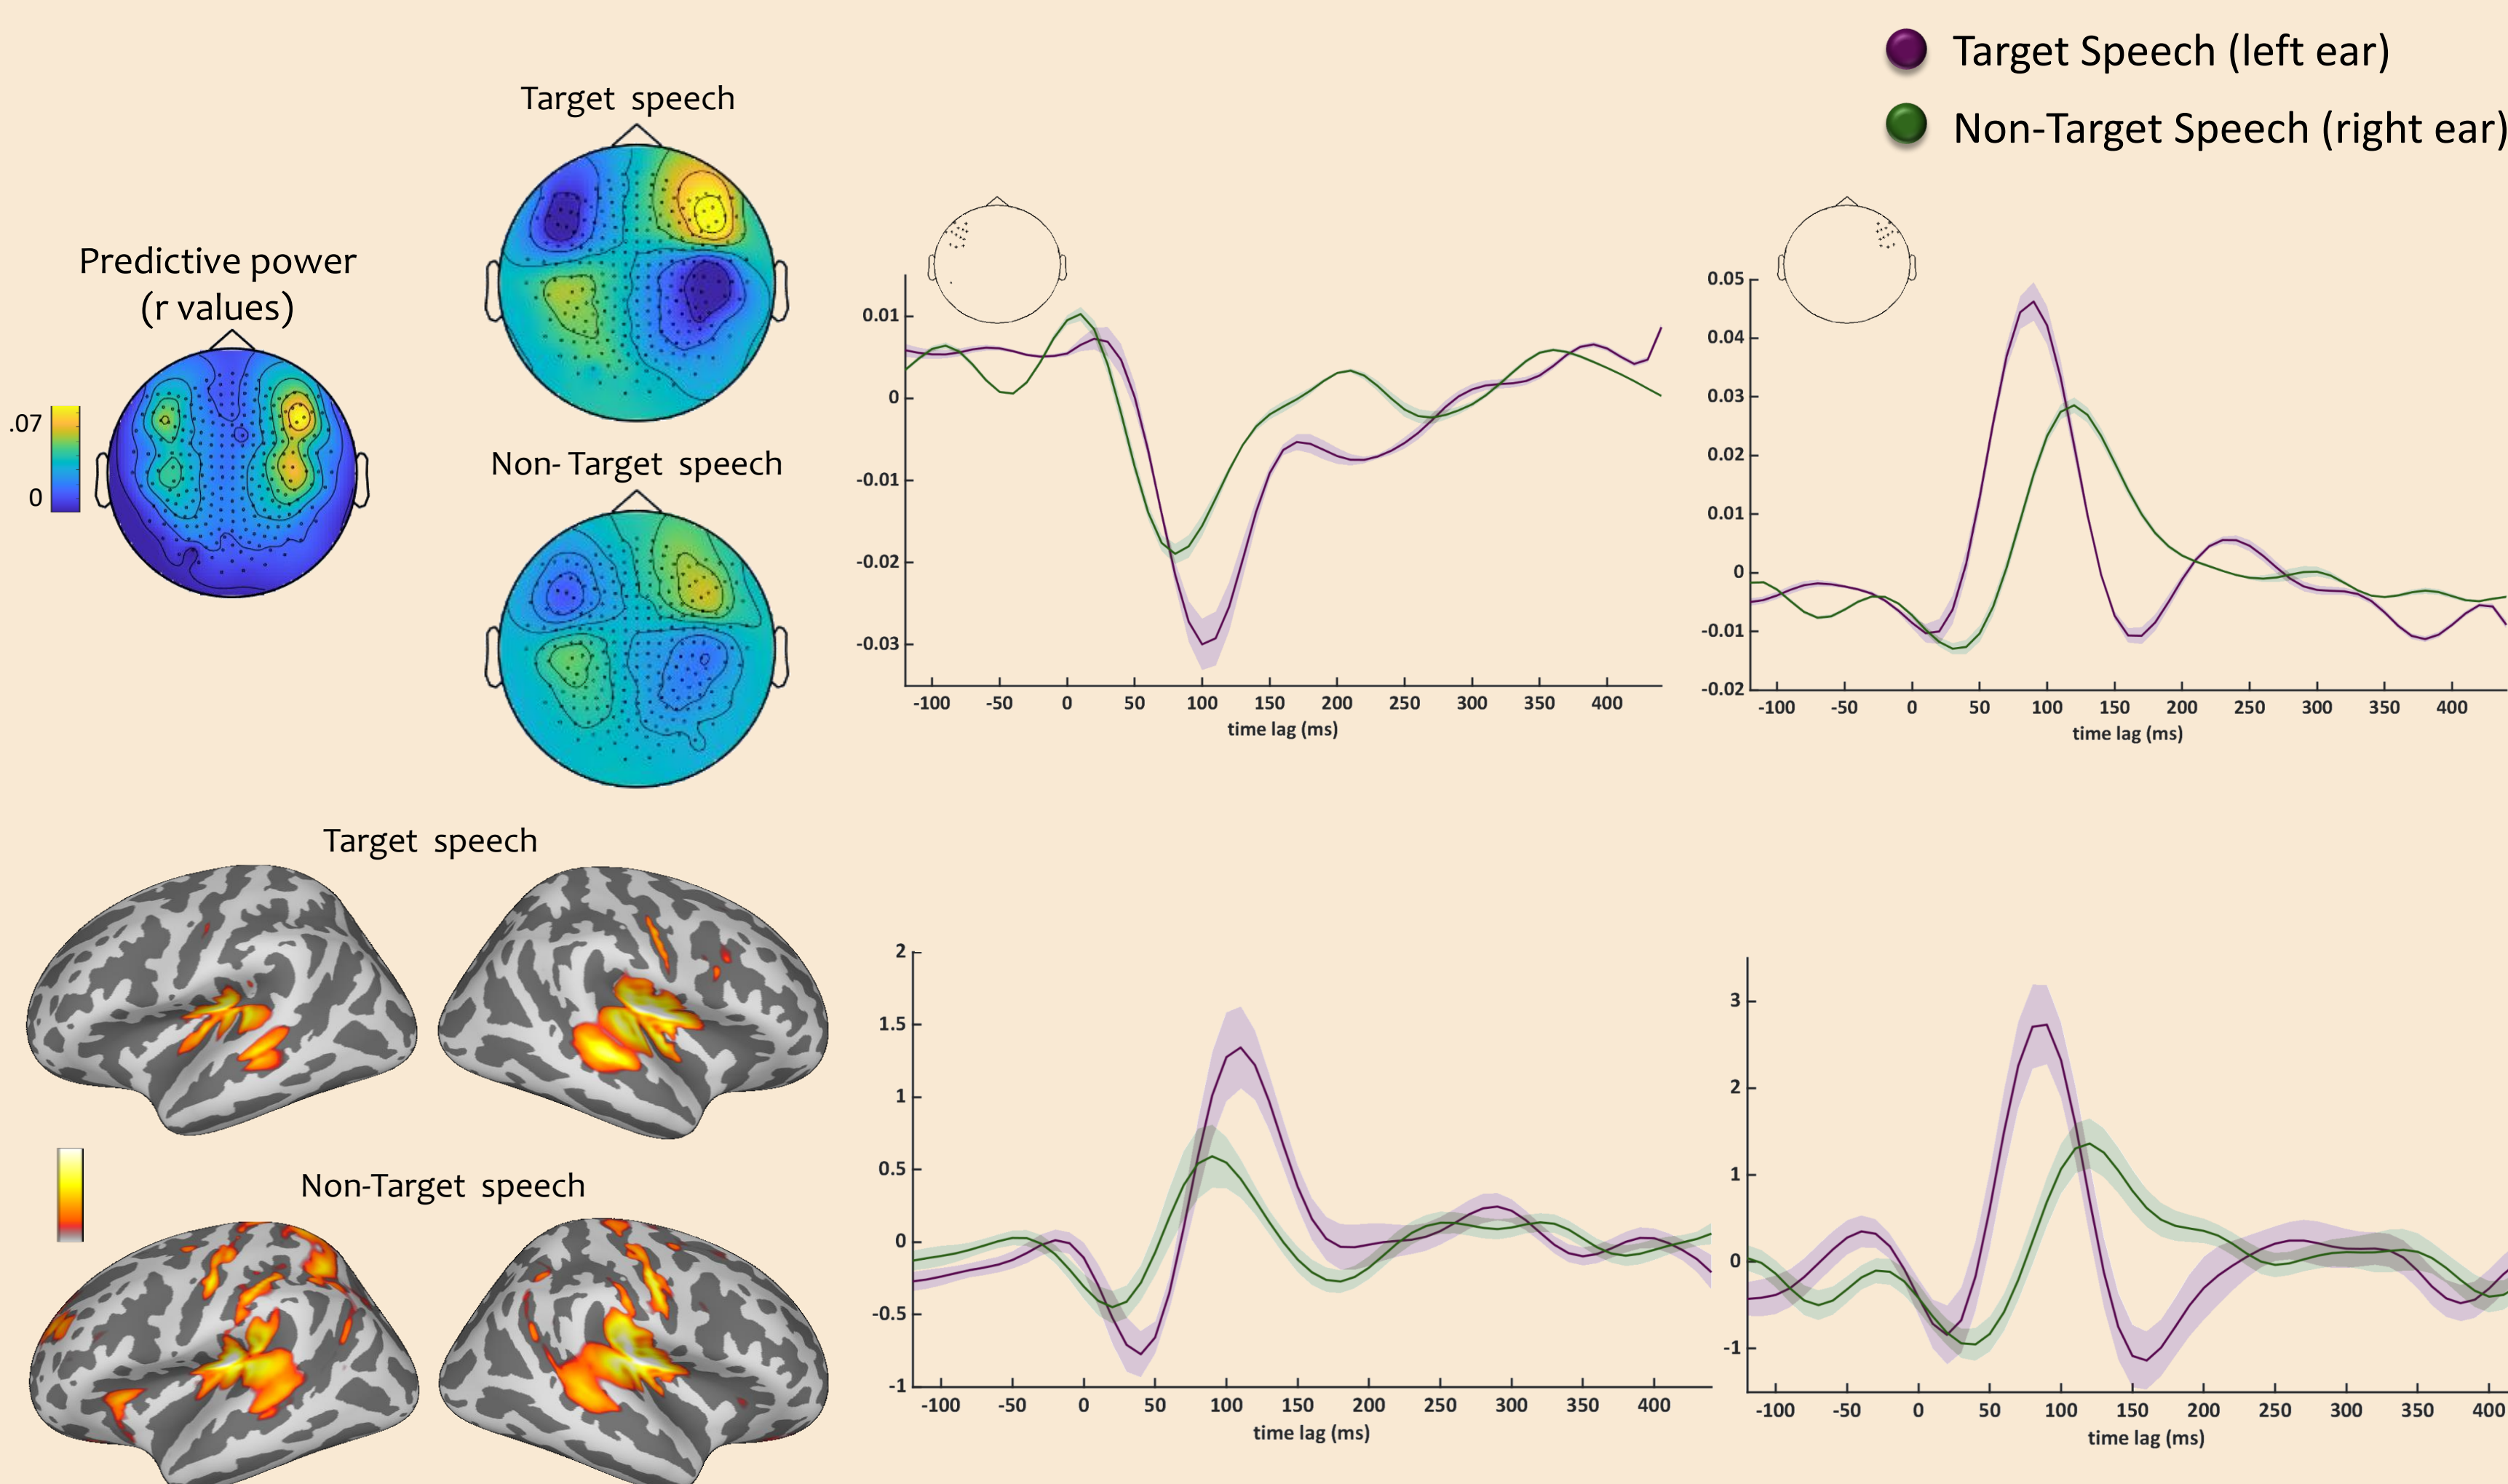 Target Speech (left ear)
Non-Target Speech (right ear)
Target speech
Predictive power
(r values)
.07
0
Non- Target speech
0.01
0
-0.01
-0.02
-0.03
-100 -50 0 50 100 150 200 250 300 350 400
time lag (ms)
0.05
0.04
0.03
0.02
0.01
0
-0.01
-0.02
-100 -50 0 50 100 150 200 250 300 350 400
time lag (ms)
Target speech
Non-Target speech
2
1.5
1
0.5
0
-0.5
-1
-100 -50 0 50 100 150 200 250 300 350 400
time lag (ms)
3
2
1
0
-1
-100 -50 0 50 100 150 200 250 300 350 400
time lag (ms)